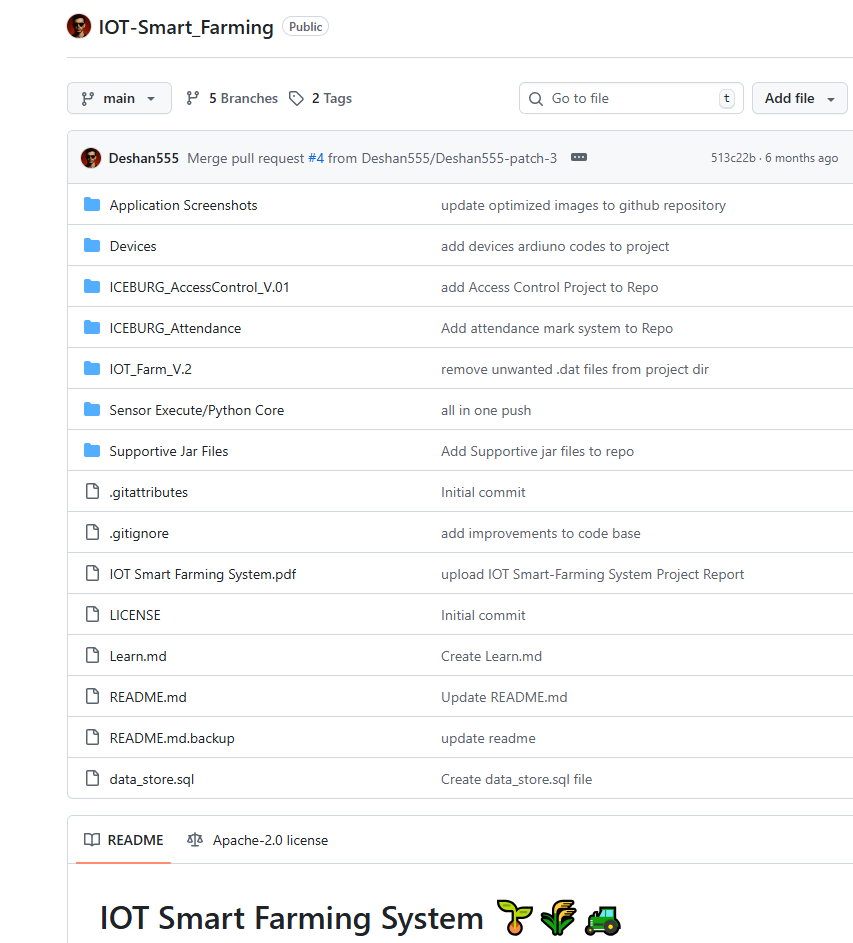 IOT-Smart_Farming Public
main 5 Branches 2 Tags Go to file t Add file
Deshan555 Merge pull request #4 from Deshan555/Deshan555-patch-3 513c22b · 6 months ago
Application Screenshots update optimized images to github repository
Devices add devices ardiuno codes to project
ICEBURG_AccessControl_V.01 add Access Control Project to Repo
ICEBURG_Attendance Add attendance mark system to Repo
IOT_Farm_V.2 remove unwanted .dat files from project dir
Sensor Execute/Python Core all in one push
Supportive Jar Files Add Supportive jar files to repo
.gitattributes Initial commit
.gitignore add improvements to code base
IOT Smart Farming System.pdf upload IOT Smart-Farming System Project Report
LICENSE Initial commit
Learn.md Create Learn.md
README.md Update README.md
README.md.backup update readme
data_store.sql Create data_store.sql file
README Apache-2.0 license
IOT Smart Farming System